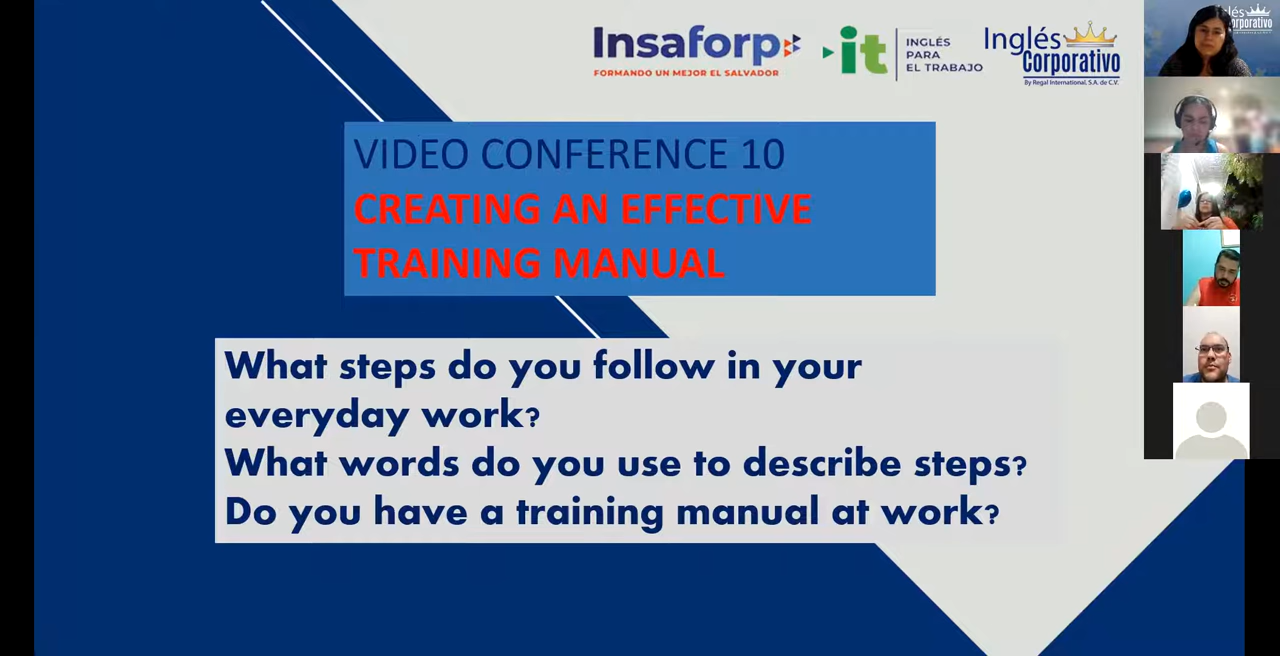 Insaforp
FORMANDO UN MEJOR EL SALVADOR
it
INGLÉS
PARA
EL TRABAJO
Inglés
Corporativo
By Regal International, S.A. de C.V.
VIDEO CONFERENCE 10
CREATING AN EFFECTIVE
TRAINING MANUAL
What steps do you follow in your
everyday work?
What words do you use to describe steps?
Do you have a training manual at work?